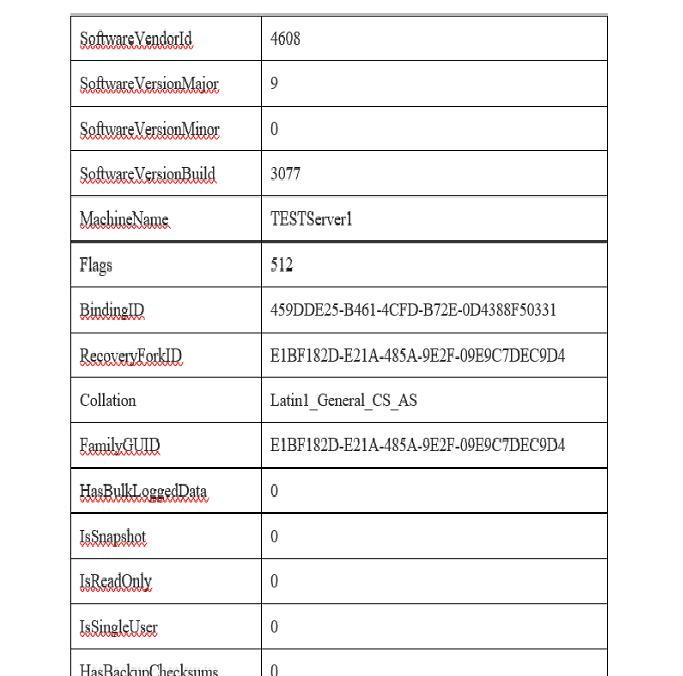 SoftwareVendorId 4608
SoftwareVersionMajor 9
SoftwareVersionMinor 0
SoftwareVersionBuild 3077
MachineName TESTServer1
Flags 512
BindingID 459DDE25-B461-4CFD-B72E-0D4388F50331
RecoveryForkID E1BF182D-E21A-485A-9E2F-09E9C7DEC9D4
Collation Latin1_General_CS_AS
FamilyGUID E1BF182D-E21A-485A-9E2F-09E9C7DEC9D4
HasBulkLoggedData 0
IsSnapshot 0
IsReadOnly 0
IsSingleUser 0
HasBackupChecksums 0